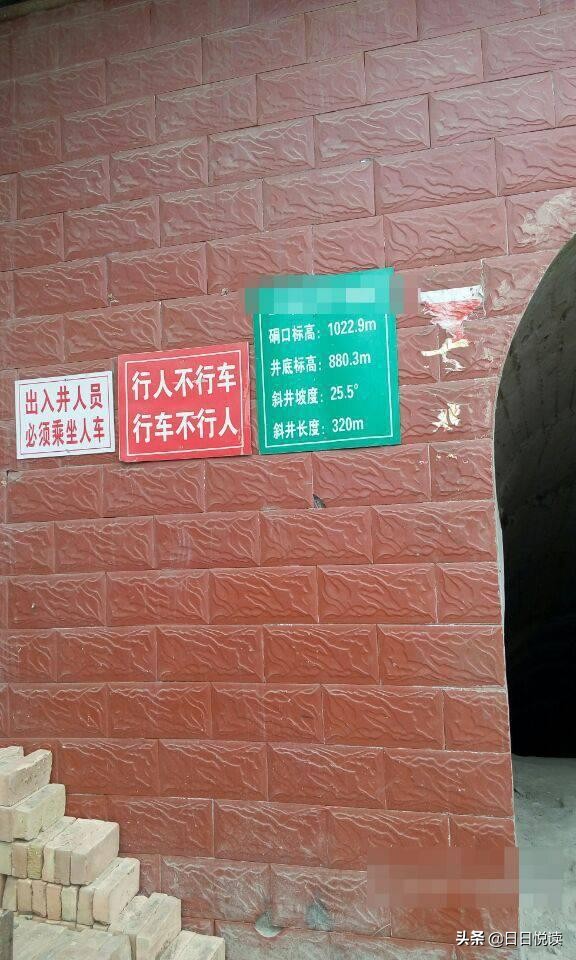 出入井人员
必须乘坐人车
行人不行车
行车不行人
硐口标高：1022.9m
井底标高：880.3m
斜井坡度：25.5°
斜井长度：320m
头条 @日日悦读